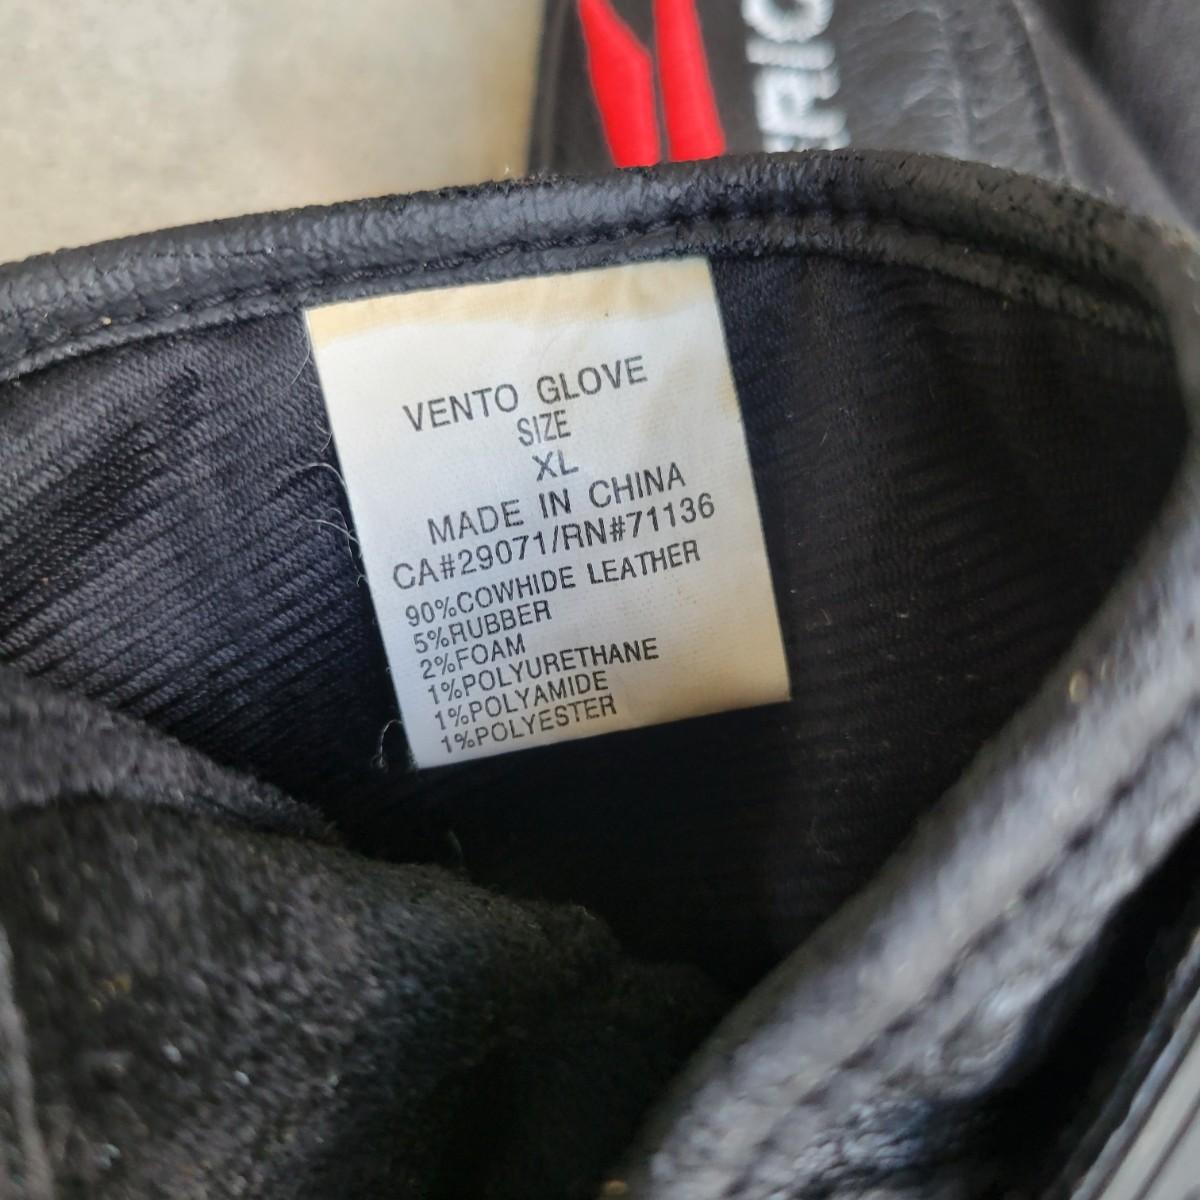 VENTO GLOVE
SIZE
XL
MADE IN CHINA
CA#29071/RN#71136
90%COWHIDE LEATHER
5%RUBBER
2%FOAM
1%POLYURETHANE
1%POLYAMIDE
1%POLYESTER